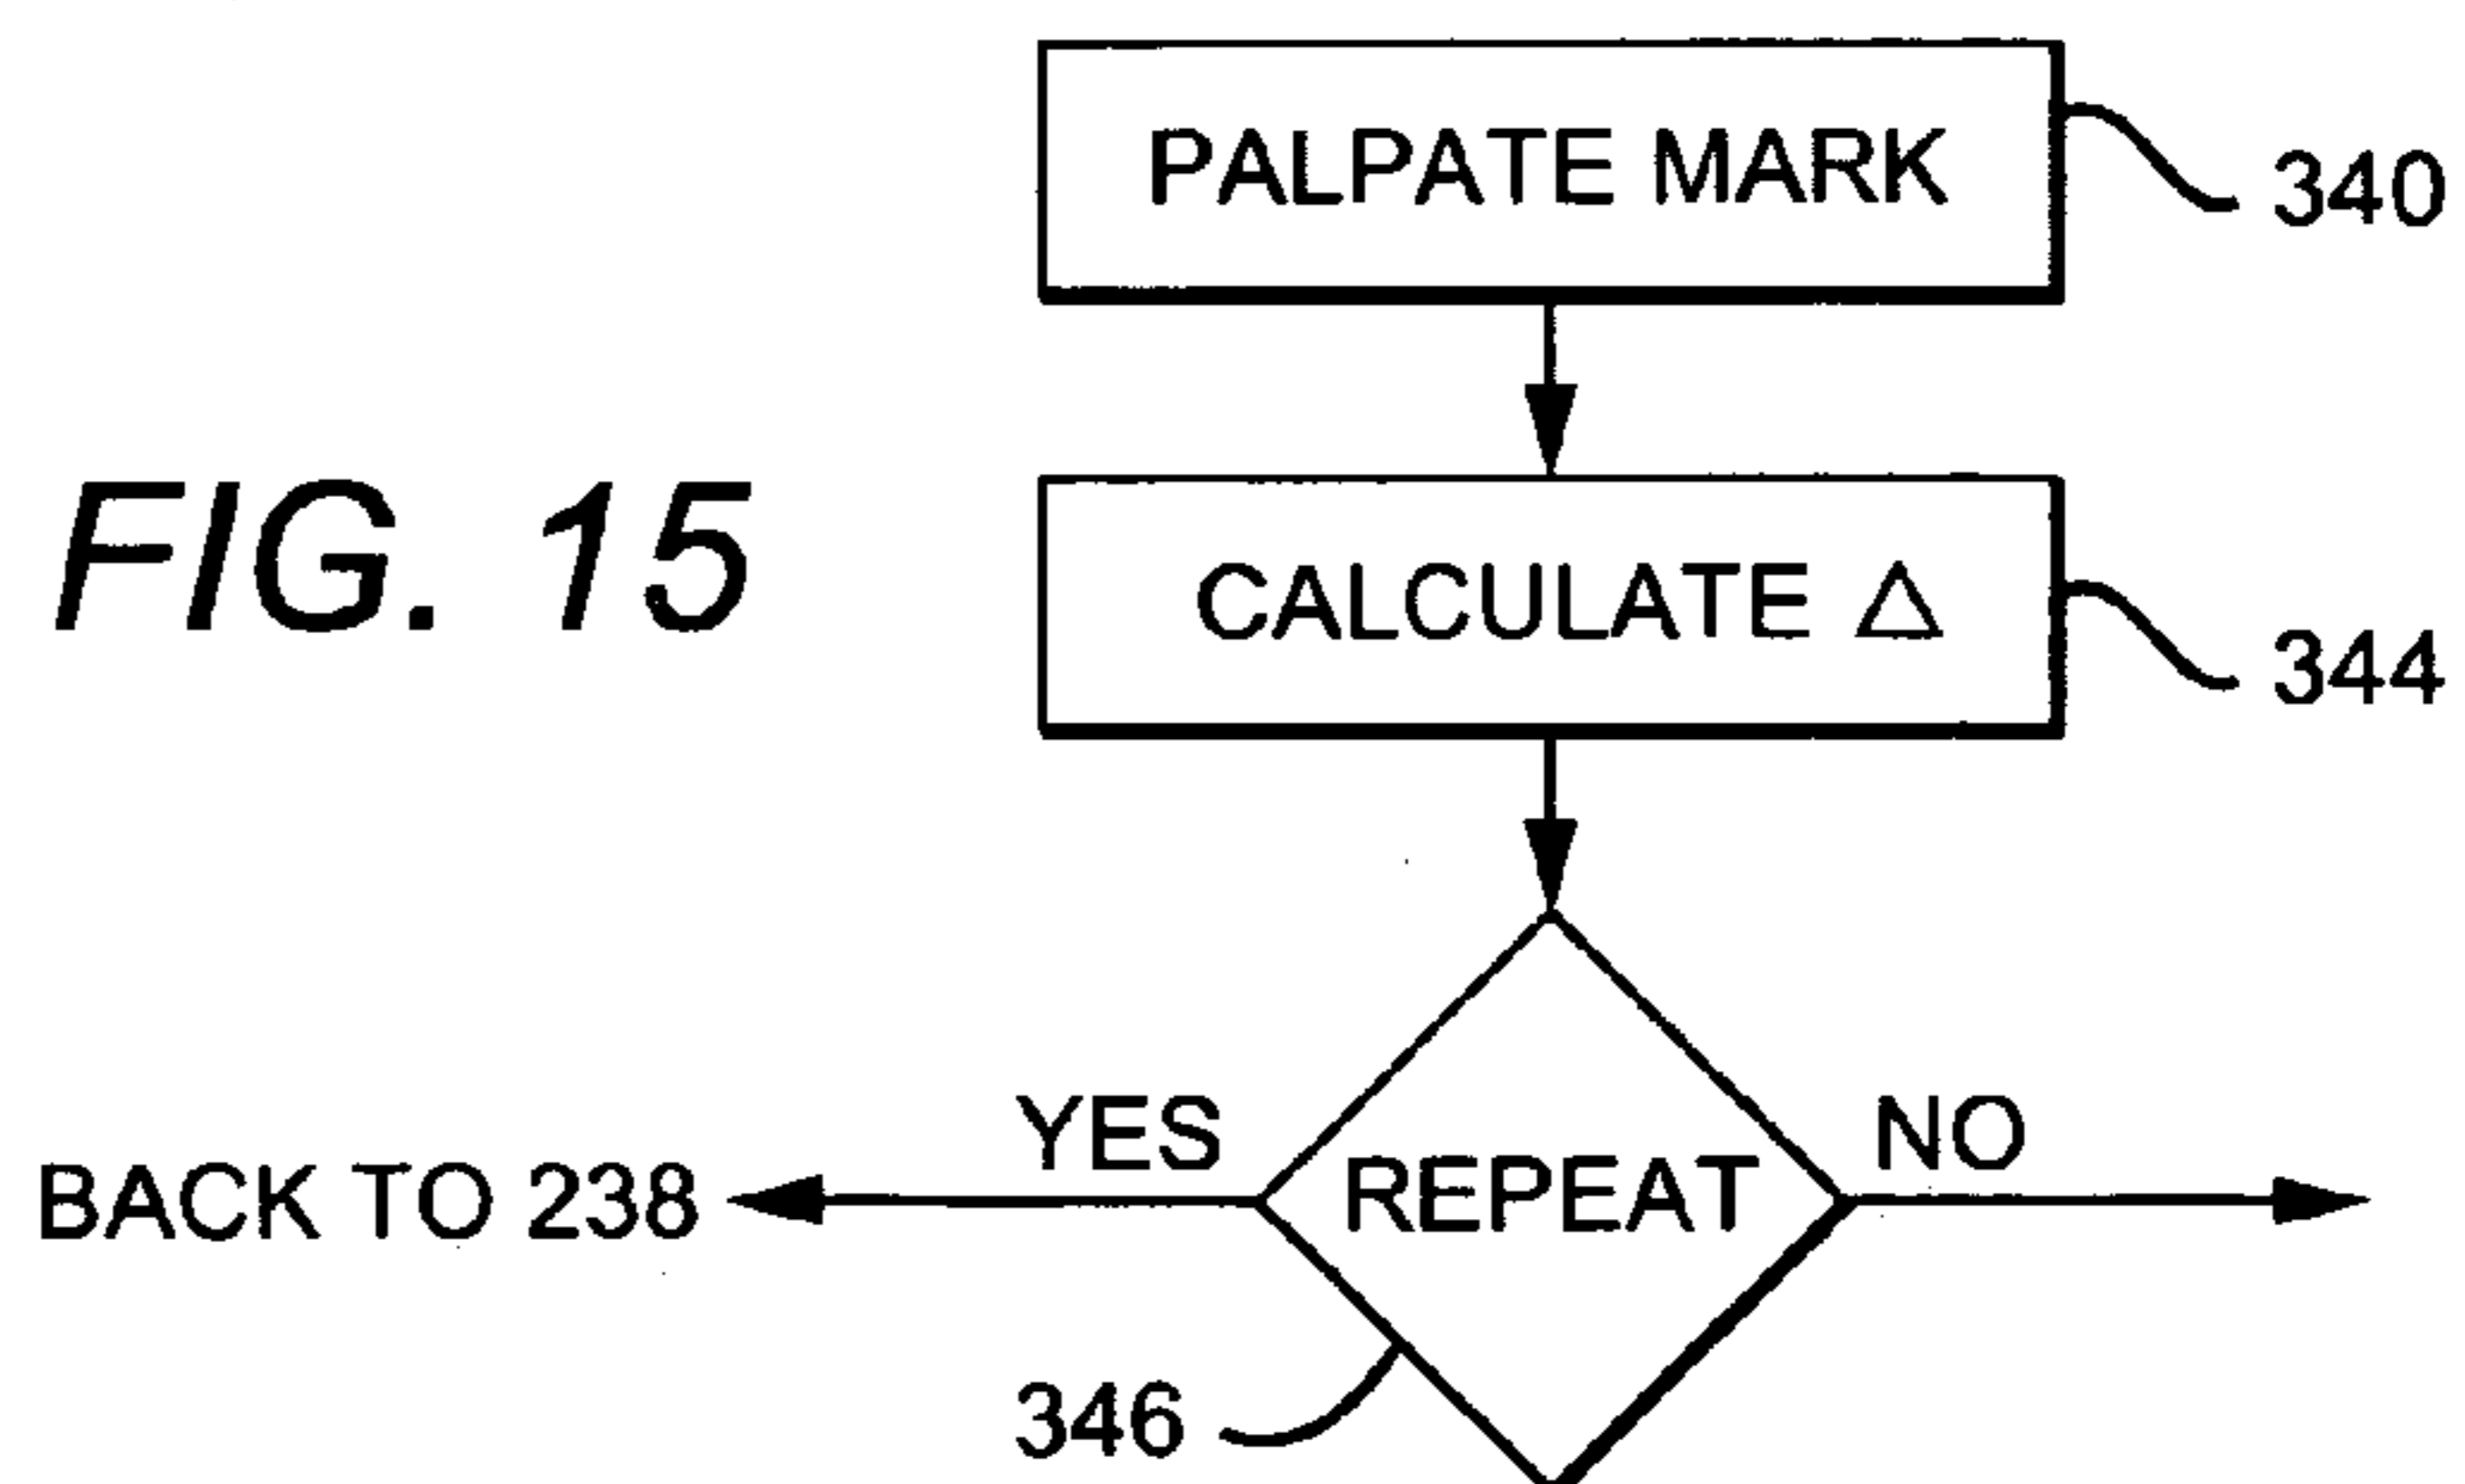 PALPATE MARK
340
FIG. 15
CALCULATE △
344
YES
NO
BACK TO 238
REPEAT
346